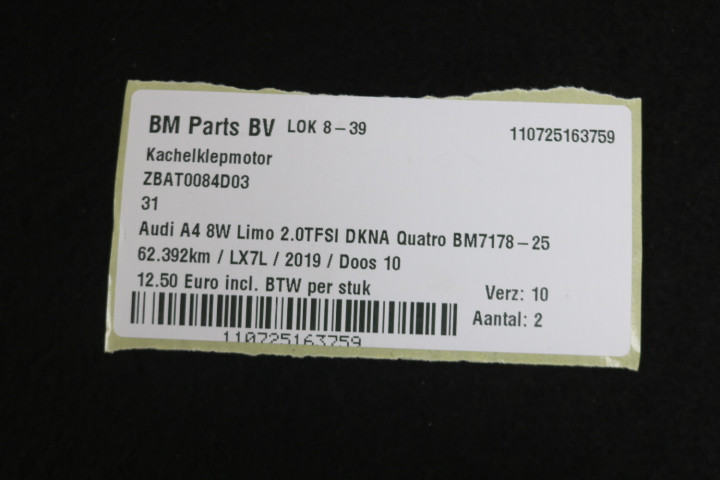 BM Parts BV LOK 8-39 110725163759
Kachelklepmotor
ZBAT0084D03
31
Audi A4 8W Limo 2.0TFSI DKNA Quatro BM7178-25
62.392km / LX7L / 2019 / Doos 10
12.50 Euro incl. BTW per stuk Verz: 10
Aantal: 2
110725163759